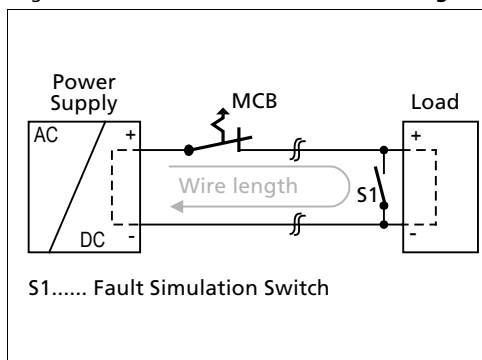 Power
Supply
MCB
Load
AC
+
+
Wire length
S1
DC
-
-
S1...... Fault Simulation Switch